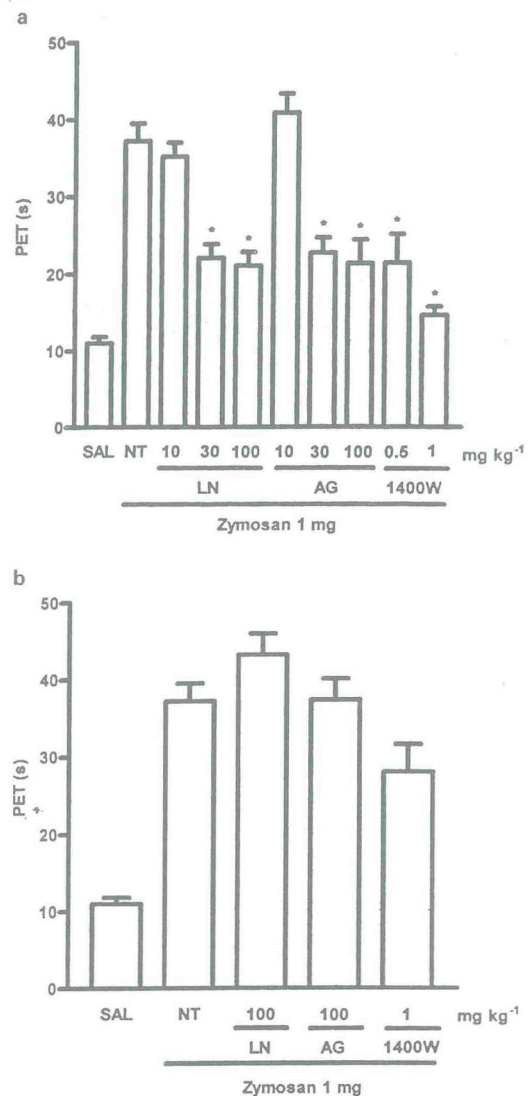 a
50
40
30
20
10
0
PET (s)
* * * * * *
SAL NT 10 30 100 10 30 100 0.5 1 mg kg-1
LN AG 1400W
Zymosan 1 mg
b
50
40
30
20
10
0
PET (s)
SAL NT 100 100 1 mg kg-1
LN AG 1400W
Zymosan 1 mg